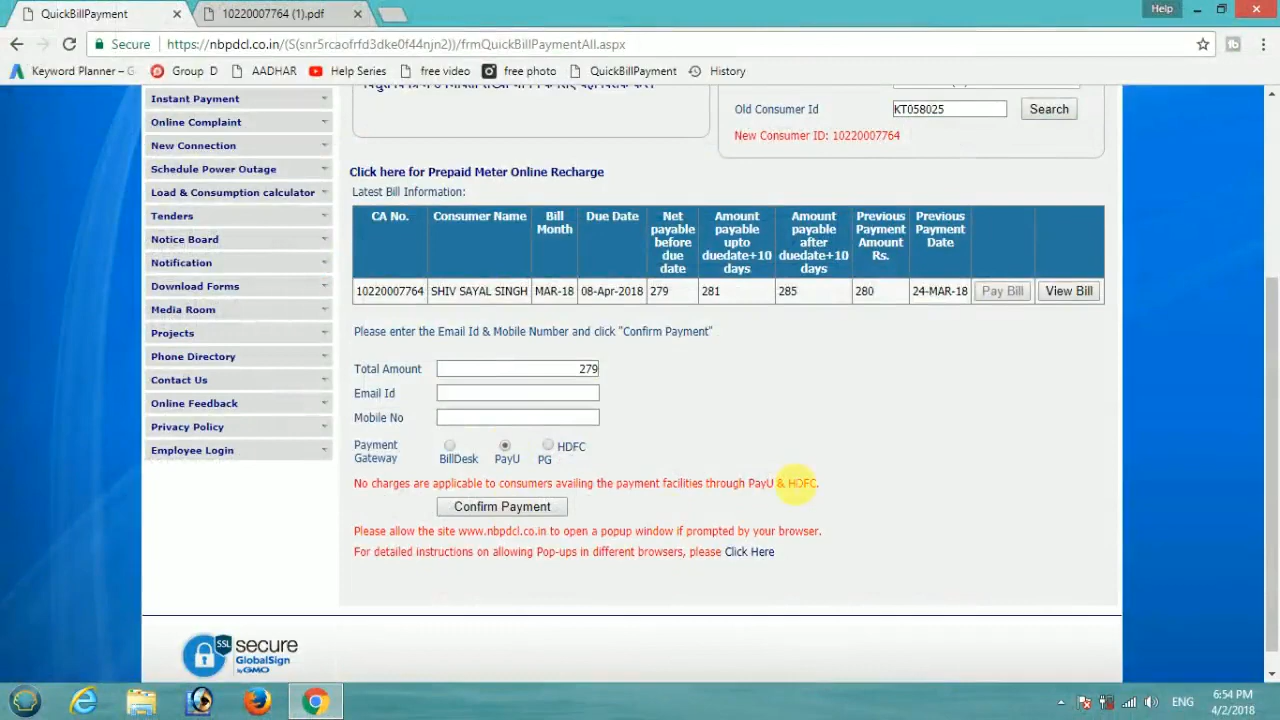 QuickBillPayment
10220007764 (1).pdf
Help
Secure
https://nbpdcl.co.in/(S(snr5rcaofrfd3dke0f44njn2))/frmQuickBillPaymentAll.aspx
Keyword Planner – G
Group D
AADHAR
Help Series
free video
free photo
QuickBillPayment
History
Instant Payment
Online Complaint
New Connection
Schedule Power Outage
Load & Consumption calculator
Tenders
Notice Board
Notification
Download Forms
Media Room
Projects
Phone Directory
Contact Us
Online Feedback
Privacy Policy
Employee Login
Old Consumer Id
KT058025
Search
New Consumer ID: 10220007764
Click here for Prepaid Meter Online Recharge
Latest Bill Information:
CA No.
Consumer Name
Bill
Month
Due Date
Net
payable
before
due
date
Amount
payable
upto
duedate+10
days
Amount
payable
after
duedate+10
days
Previous
Payment
Amount
Rs.
Previous
Payment
Date
10220007764
SHIV SAYAL SINGH
MAR-18
08-Apr-2018
279
281
285
280
24-MAR-18
Pay Bill
View Bill
Please enter the Email Id & Mobile Number and click "Confirm Payment"
Total Amount
279
Email Id
Mobile No
Payment
Gateway
BillDesk
PayU
HDFC
PG
No charges are applicable to consumers availing the payment facilities through PayU & HDFC.
Confirm Payment
Please allow the site www.nbpdcl.co.in to open a popup window if prompted by your browser.
For detailed instructions on allowing Pop-ups in different browsers, please Click Here
SSL
secure
GlobalSign
by GMO
ENG
6:54 PM
4/2/2018